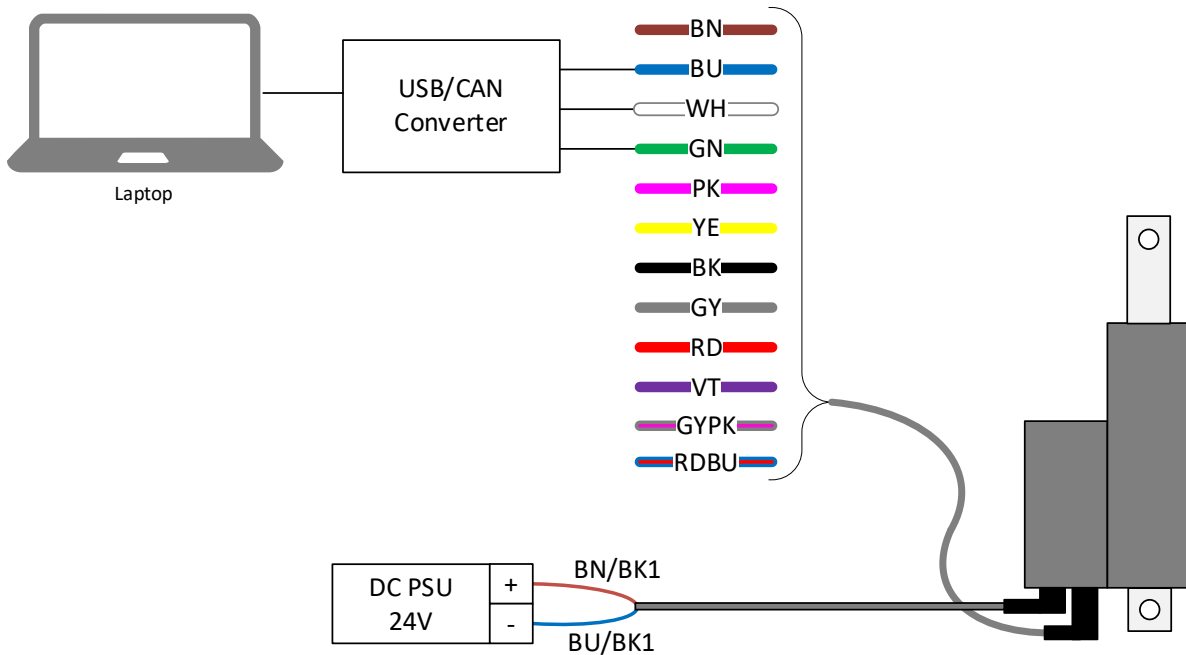 Laptop
USB/CAN
Converter
BN
BU
WH
GN
PK
YE
BK
GY
RD
VT
GYPK
RDBU
DC PSU
24V
+
-
BN/BK1
BU/BK1